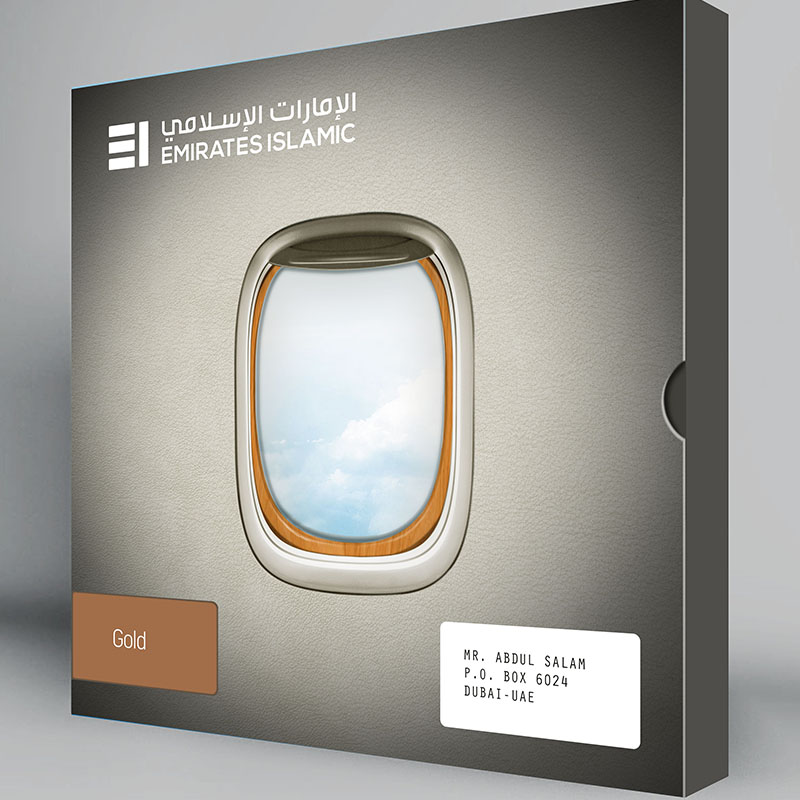 الإمارات الإسلامي
EMIRATES ISLAMIC
Gold
MR. ABDUL SALAM
P.O. BOX 6024
DUBAI-UAE